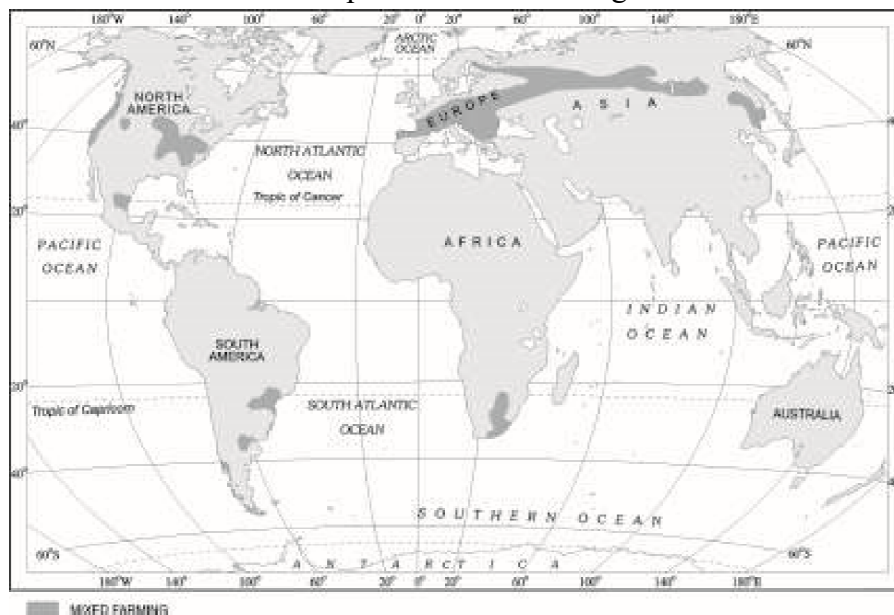 180°W 140° 100° 60° 20° 0° 20° 60° 100° 140° 180°E
ARCTIC
OCEAN
60°N
60°N
NORTH
AMERICA
EUROPE
ASIA
40°
NORTH ATLANTIC
OCEAN
Tropic of Cancer
20°
PACIFIC
OCEAN
AFRICA
PACIFIC
OCEAN
INDIAN
OCEAN
SOUTH
AMERICA
20°
Tropic of Capricorn
SOUTH ATLANTIC
OCEAN
AUSTRALIA
40°
SOUTHERN OCEAN
60°S
60°S
ANTARCTICA
180°W 140° 100° 60° 20° 0° 20° 60° 100° 140° 180°E
MIXED FARMING